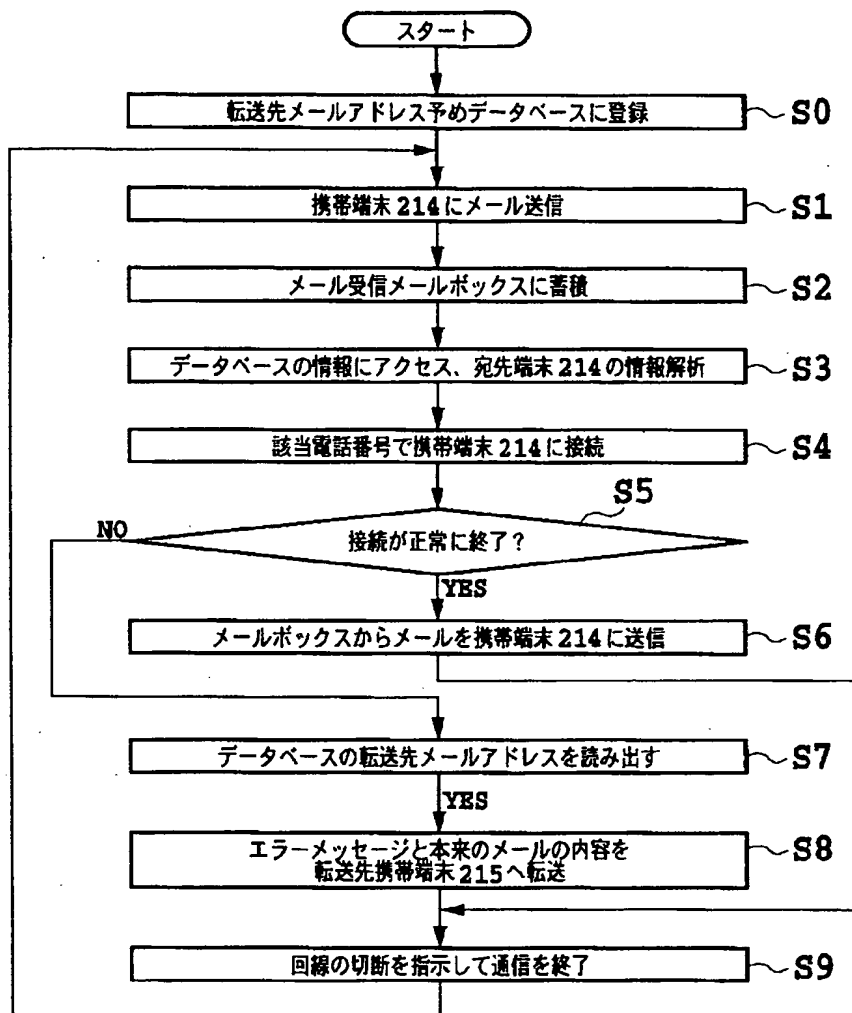 スタート
転送先メールアドレス予めデータベースに登録 S0
携帯端末214にメール送信 S1
メール受信メールボックスに蓄積 S2
データベースの情報にアクセス、宛先端末214の情報解析 S3
該当電話番号で携帯端末214に接続 S4
S5
NO 接続が正常に終了?
YES
メールボックスからメールを携帯端末214に送信 S6
データベースの転送先メールアドレスを読み出す S7
YES
エラーメッセージと本来のメールの内容を S8
転送先携帯端末215へ転送
回線の切断を指示して通信を終了 S9